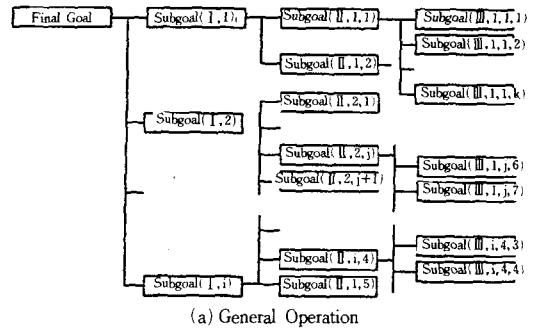 Final Goal
Subgoal(Ⅰ,1)
Subgoal(Ⅱ,1,1)
Subgoal(Ⅲ,1,1,1)
Subgoal(Ⅲ,1,1,2)
Subgoal(Ⅱ,1,2)
Subgoal(Ⅲ,1,1,k)
Subgoal(Ⅰ,2)
Subgoal(Ⅱ,2,1)
Subgoal(Ⅱ,2,j)
Subgoal(Ⅲ,1,j,6)
Subgoal(Ⅱ,2,j+1)
Subgoal(Ⅲ,1,j,7)
Subgoal(Ⅱ,i,4)
Subgoal(Ⅲ,i,4,3)
Subgoal(Ⅲ,i,4,4)
Subgoal(Ⅰ,i)
Subgoal(Ⅱ,1,5)
(a) General Operation